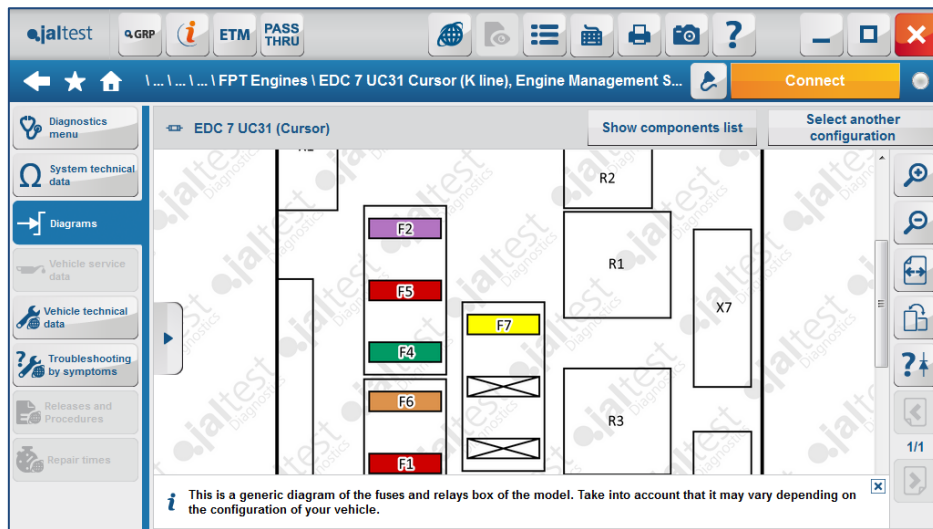 jaltest
GRP
i
ETM
PASS
THRU
?
\ ... \ ... \ ... \ FPT Engines \ EDC 7 UC31 Cursor (K line), Engine Management S...
Connect
Diagnostics
menu
System technical
data
Diagrams
Vehicle service
data
Vehicle technical
data
Troubleshooting
by symptoms
Releases and
Procedures
Repair times
EDC 7 UC31 (Cursor)
Show components list
Select another
configuration
R2
F2
R1
F5
X7
F7
F4
F6
R3
F1
1/1
jaltest
Diagnostics
i
This is a generic diagram of the fuses and relays box of the model. Take into account that it may vary depending on
the configuration of your vehicle.